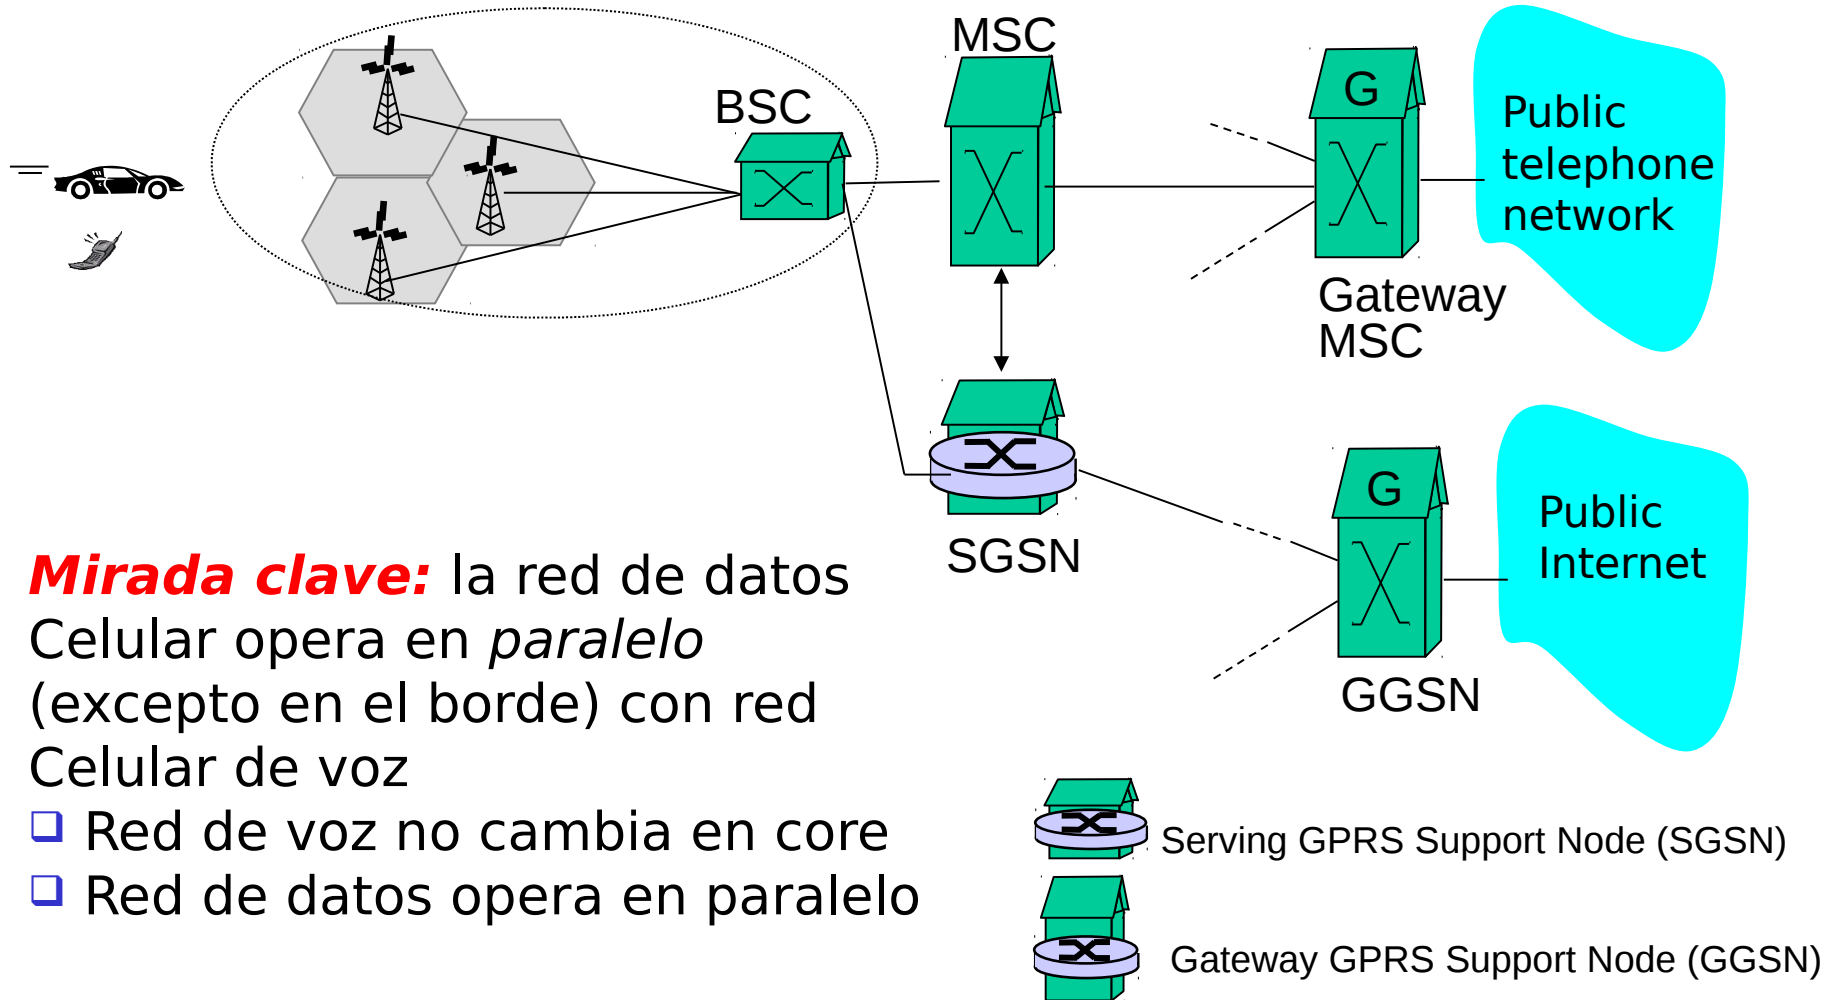 MSC
BSC
G
Public
telephone
network
Gateway
MSC
G
Public
Internet
SGSN
GGSN
Mirada clave: la red de datos
Celular opera en paralelo
(excepto en el borde) con red
Celular de voz
Red de voz no cambia en core
Red de datos opera en paralelo
Serving GPRS Support Node (SGSN)
Gateway GPRS Support Node (GGSN)